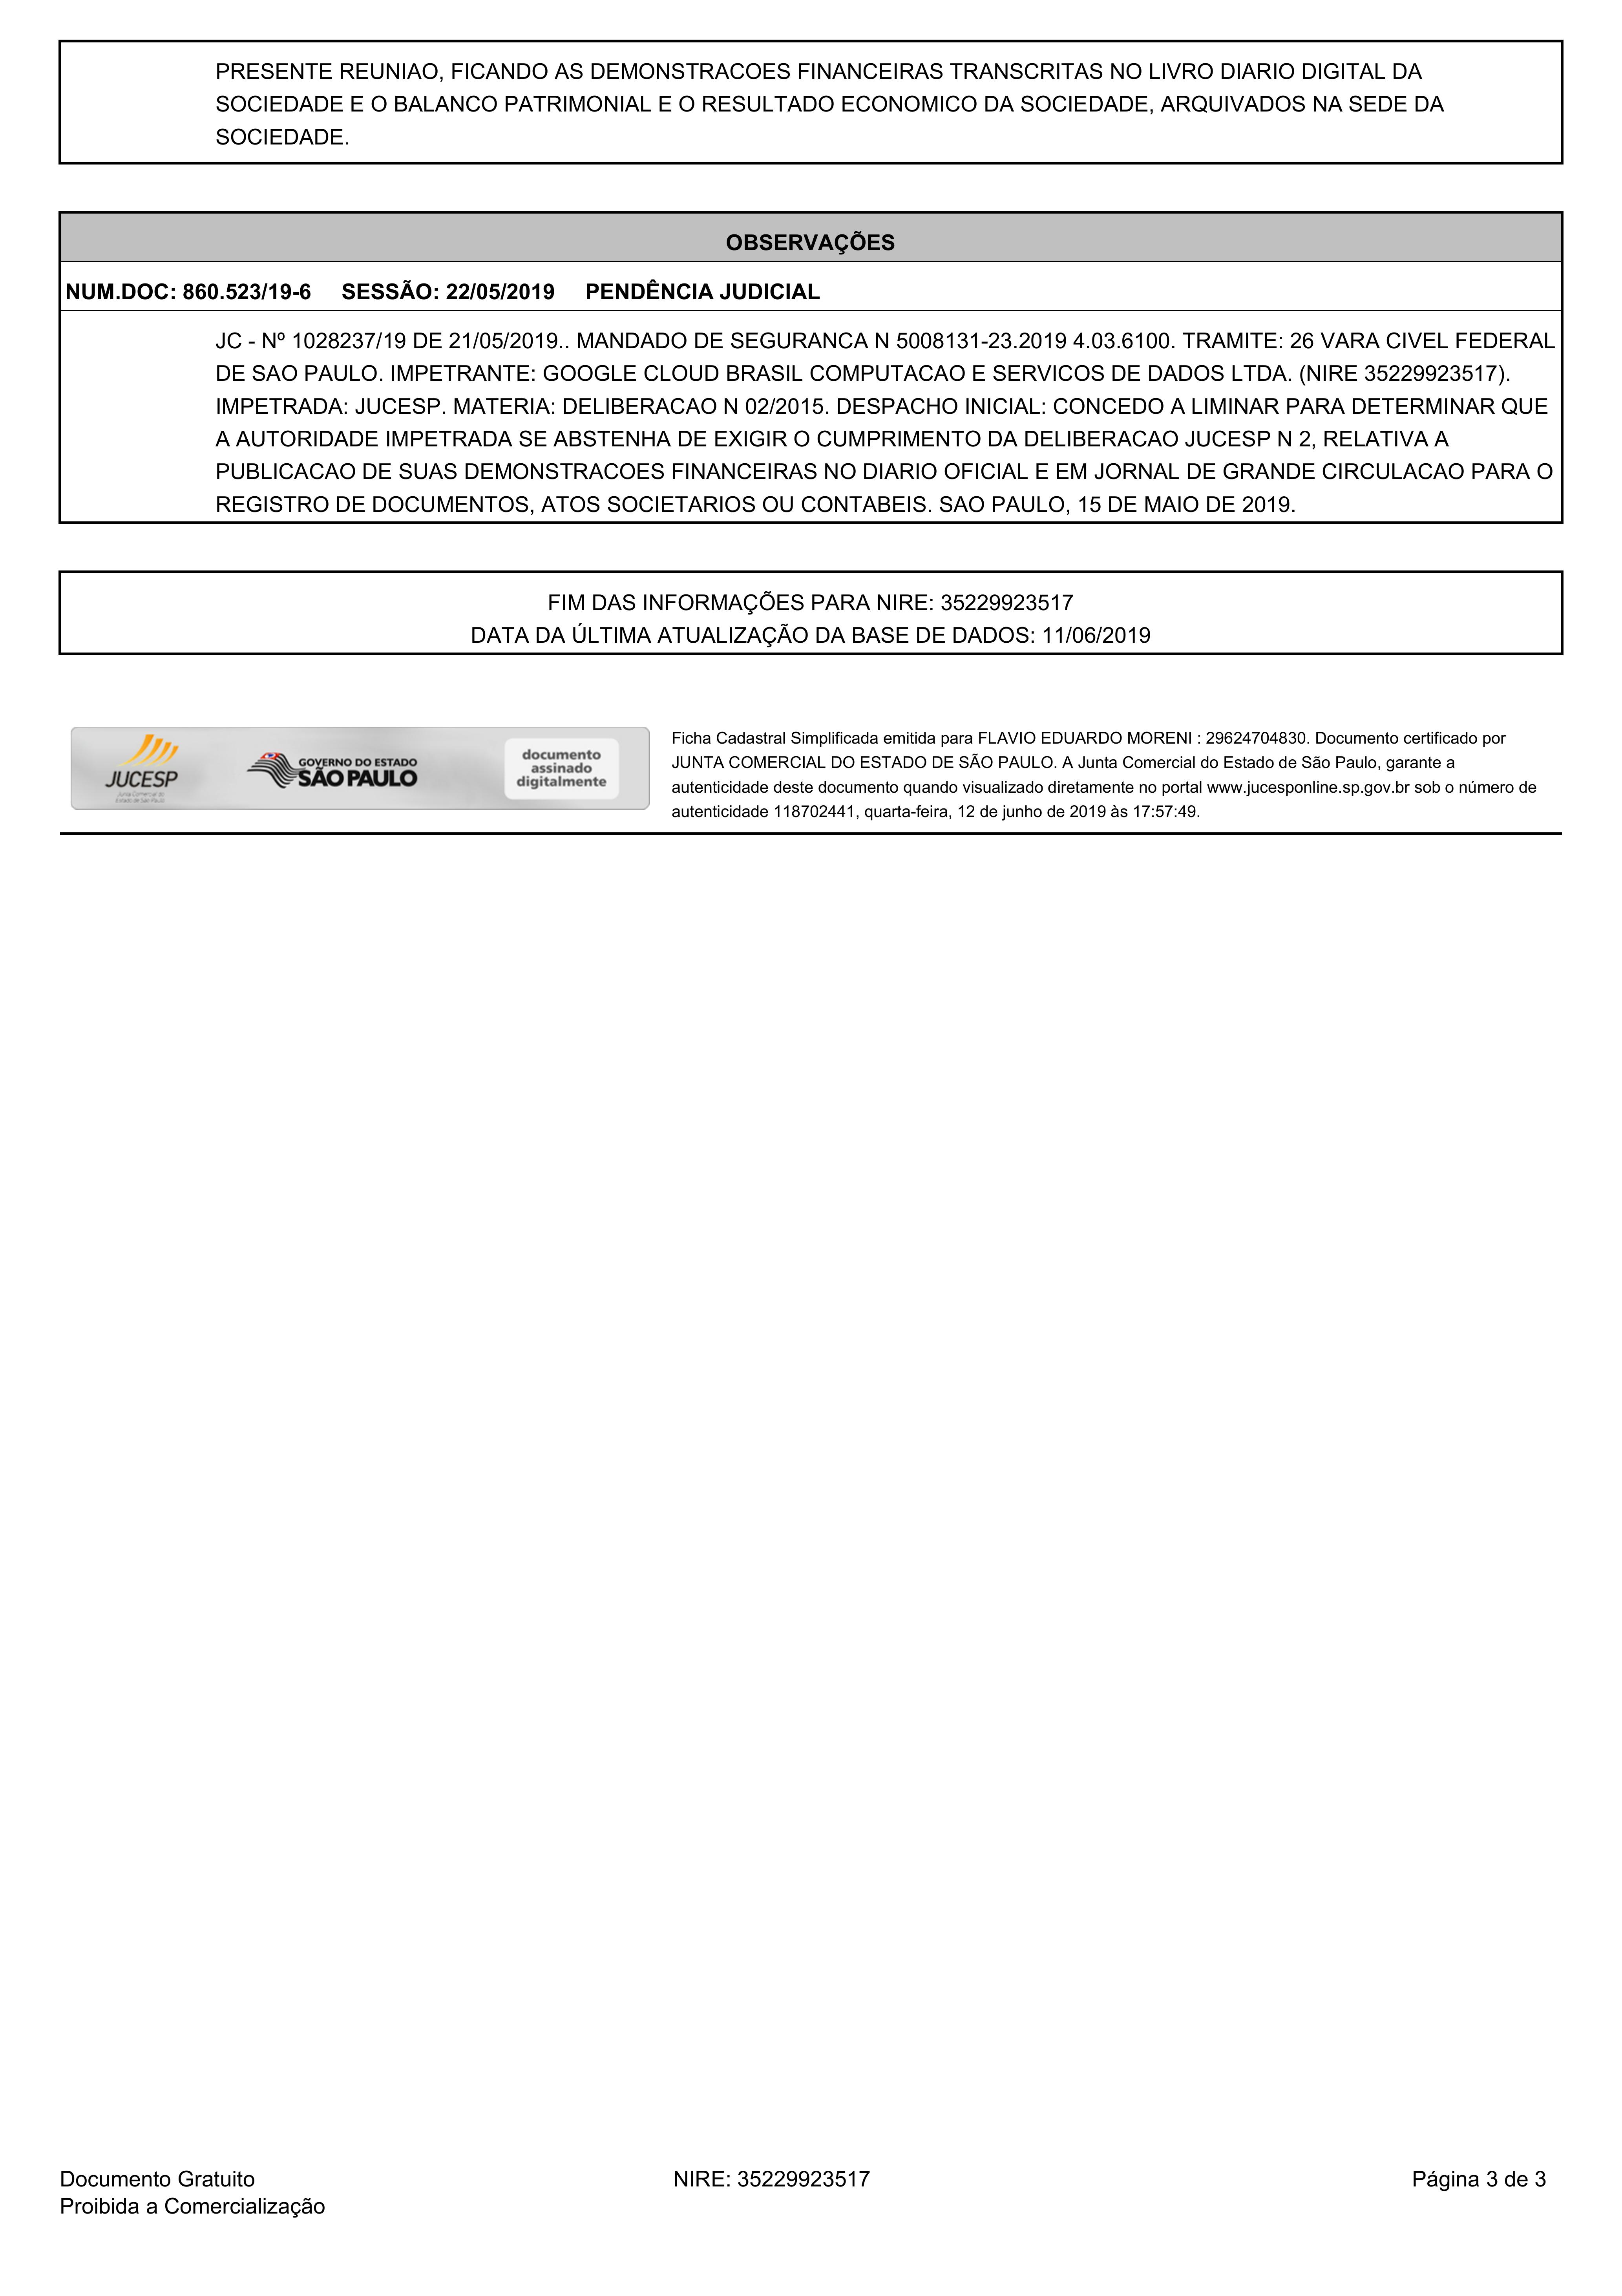 PRESENTE REUNIAO, FICANDO AS DEMONSTRACOES FINANCEIRAS TRANSCRITAS NO LIVRO DIARIO DIGITAL DA
SOCIEDADE E O BALANCO PATRIMONIAL E O RESULTADO ECONOMICO DA SOCIEDADE, ARQUIVADOS NA SEDE DA
SOCIEDADE.
OBSERVAÇÕES
NUM.DOC: 860.523/19-6 SESSÃO: 22/05/2019 PENDÊNCIA JUDICIAL
JC - Nº 1028237/19 DE 21/05/2019.. MANDADO DE SEGURANCA N 5008131-23.2019 4.03.6100. TRAMITE: 26 VARA CIVEL FEDERAL
DE SAO PAULO. IMPETRANTE: GOOGLE CLOUD BRASIL COMPUTACAO E SERVICOS DE DADOS LTDA. (NIRE 35229923517).
IMPETRADA: JUCESP. MATERIA: DELIBERACAO N 02/2015. DESPACHO INICIAL: CONCEDO A LIMINAR PARA DETERMINAR QUE
A AUTORIDADE IMPETRADA SE ABSTENHA DE EXIGIR O CUMPRIMENTO DA DELIBERACAO JUCESP N 2, RELATIVA A
PUBLICACAO DE SUAS DEMONSTRACOES FINANCEIRAS NO DIARIO OFICIAL E EM JORNAL DE GRANDE CIRCULACAO PARA O
REGISTRO DE DOCUMENTOS, ATOS SOCIETARIOS OU CONTABEIS. SAO PAULO, 15 DE MAIO DE 2019.
FIM DAS INFORMAÇÕES PARA NIRE: 35229923517
DATA DA ÚLTIMA ATUALIZAÇÃO DA BASE DE DADOS: 11/06/2019
JUCESP
Junta Comercial do
Estado de São Paulo
GOVERNO DO ESTADO
SÃO PAULO
documento
assinado
digitalmente
Ficha Cadastral Simplificada emitida para FLAVIO EDUARDO MORENI : 29624704830. Documento certificado por
JUNTA COMERCIAL DO ESTADO DE SÃO PAULO. A Junta Comercial do Estado de São Paulo, garante a
autenticidade deste documento quando visualizado diretamente no portal www.jucesponline.sp.gov.br sob o número de
autenticidade 118702441, quarta-feira, 12 de junho de 2019 às 17:57:49.
Documento Gratuito
Proibida a Comercialização
NIRE: 35229923517
Página 3 de 3